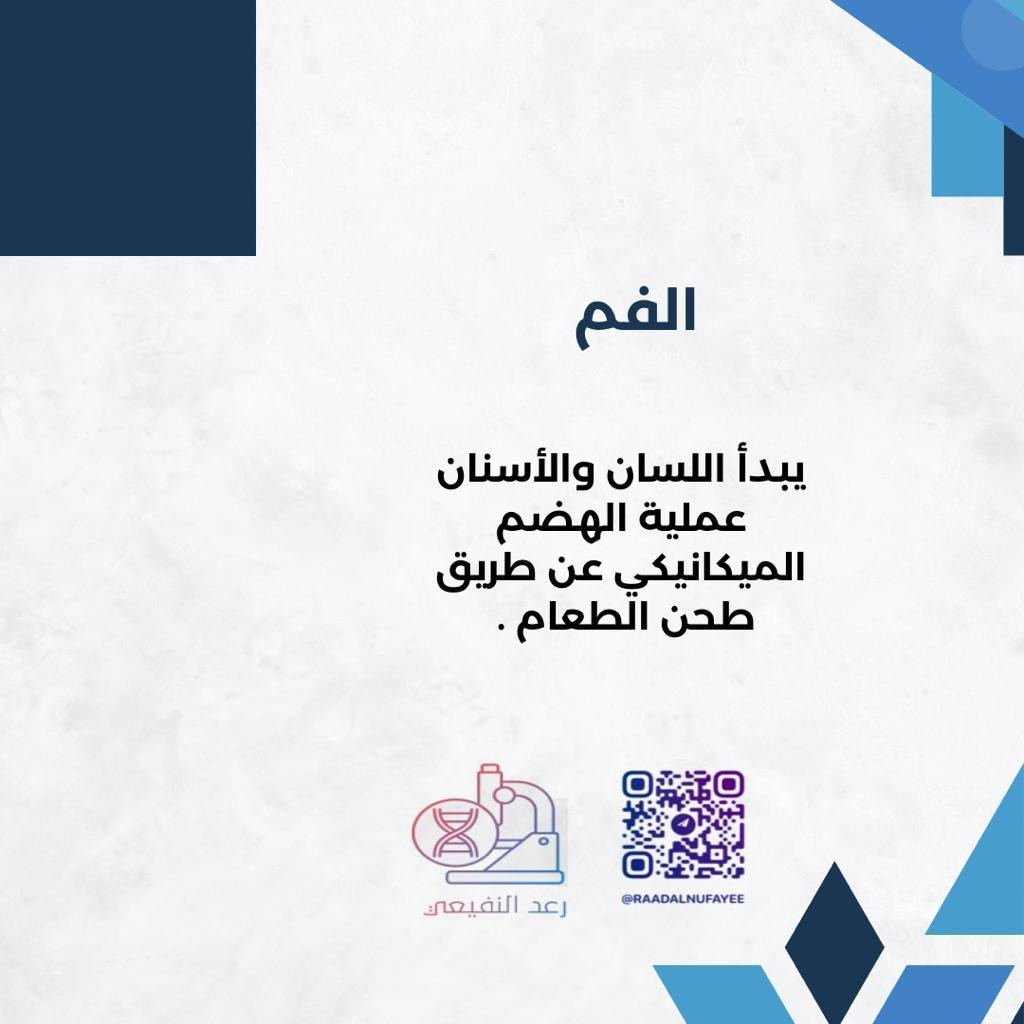 الفم
يبدأ اللسان والأسنان
عملية الهضم
الميكانيكي عن طريق
طحن الطعام .
رعد النفيعي
@RAADALNUFAYEE